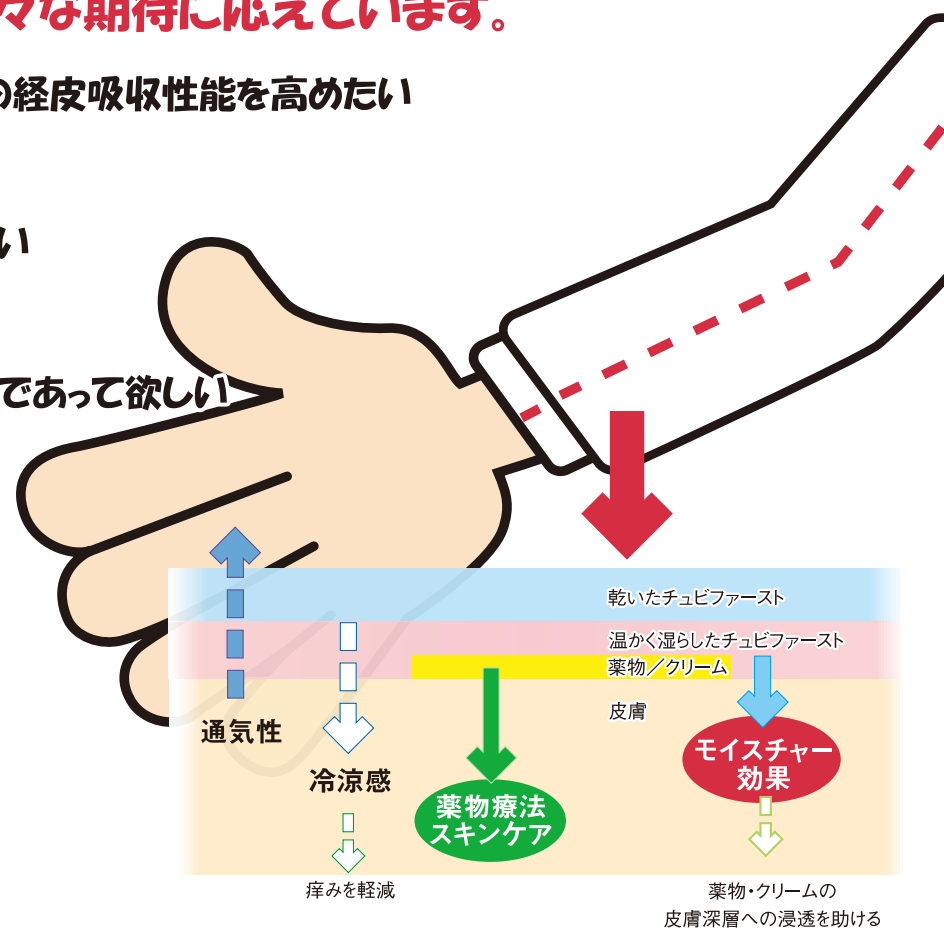 々な期待に応えています。
の経皮吸収性能を高めたい
い
であって欲しい
乾いたチュビファースト
温かく湿らしたチュビファースト
薬物／クリーム
皮膚
通気性
冷涼感
薬物療法
スキンケア
モイスチャー
効果
痒みを軽減
薬物・クリームの
皮膚深層への浸透を助ける